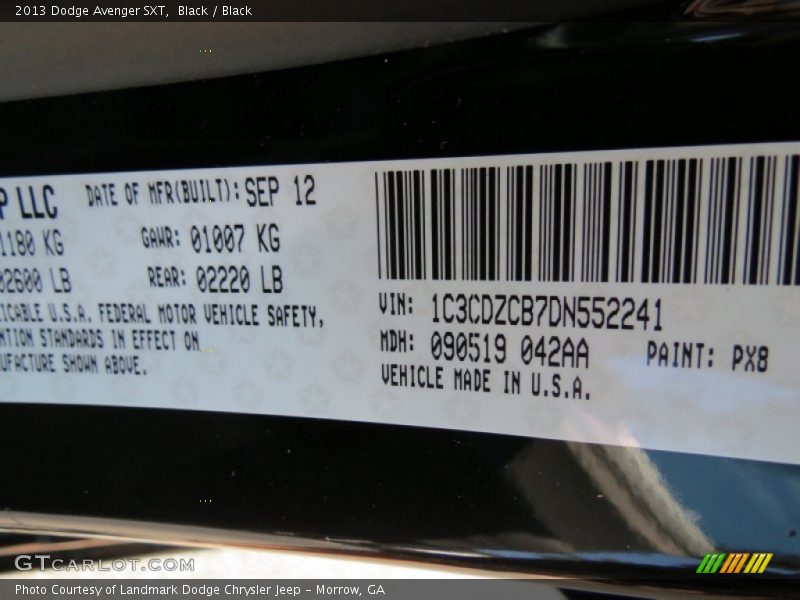 2013 Dodge Avenger SXT, Black / Black
P LLC DATE OF MFR(BUILT): SEP 12
1180 KG GAWR: 01007 KG
02600 LB REAR: 02220 LB
ICABLE U.S.A. FEDERAL MOTOR VEHICLE SAFETY,
NTION STANDARDS IN EFFECT ON
UFACTURE SHOWN ABOVE.
VIN: 1C3CDZCB7DN552241
MDH: 090519 042AA PAINT: PX8
VEHICLE MADE IN U.S.A.
GTCARLOT.COM
Photo Courtesy of Landmark Dodge Chrysler Jeep - Morrow, GA